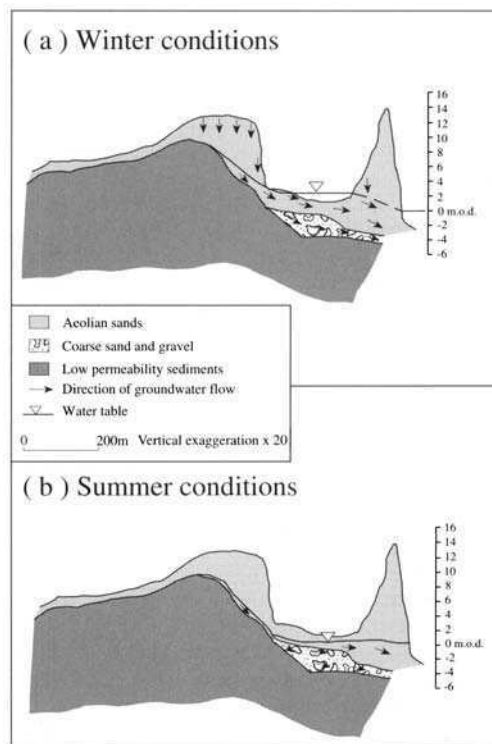 ( a ) Winter conditions
16
14
12
10
8
6
4
2
0 m.o.d.
-2
-4
-6
Aeolian sands
Coarse sand and gravel
Low permeability sediments
Direction of groundwater flow
Water table
0 200m Vertical exaggeration x 20
( b ) Summer conditions
16
14
12
10
8
6
4
2
0 m.o.d.
-2
-4
-6